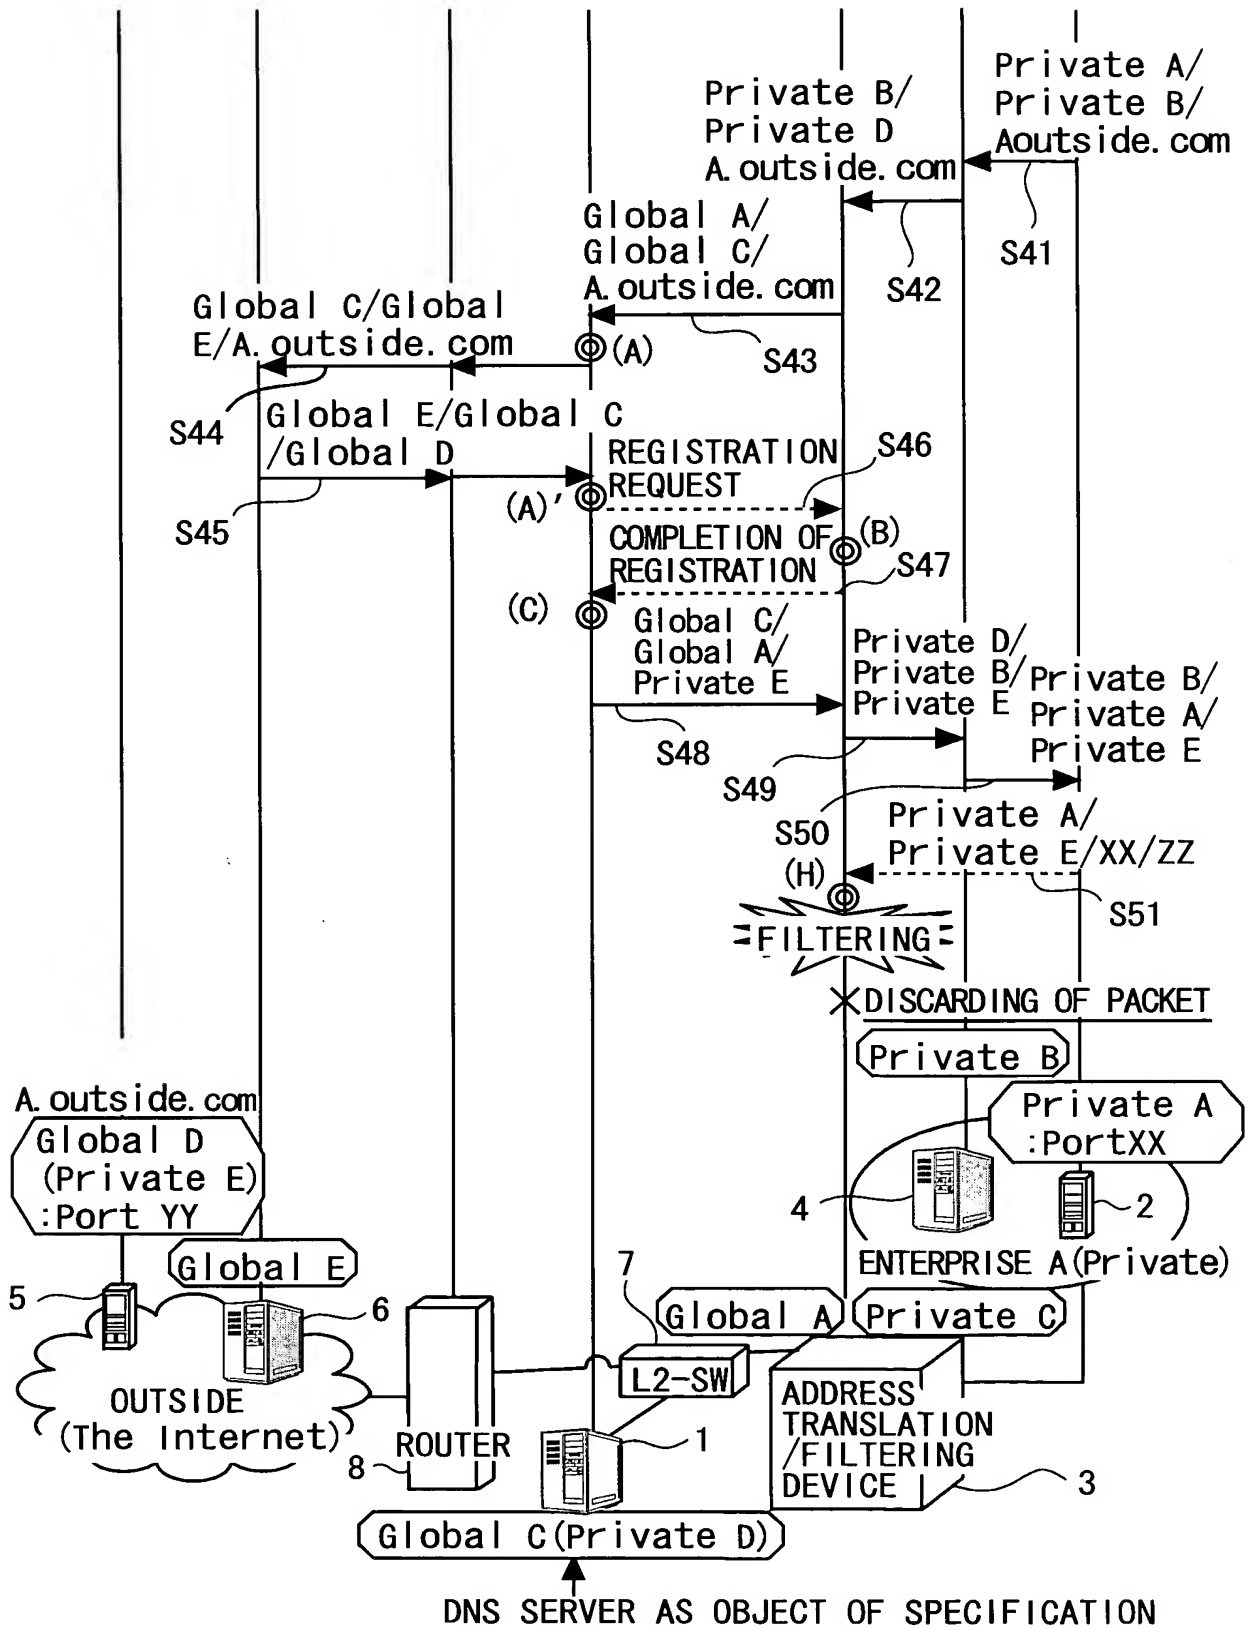 Private A/
Private B/
Aoutside.com
Private B/
Private D
A.outside.com
S41
Global A/
Global C/
A.outside.com
S42
Global C/Global
E/A.outside.com
(A)
S43
S44
Global E/Global C
/Global D
REGISTRATION
REQUEST
S46
(A)'
S45
COMPLETION OF
REGISTRATION
(B)
S47
(C)
Global C/
Global A/
Private E
Private D/
Private B/
Private E
Private B/
Private A/
Private E
S48
S49
S50
Private A/
Private E/XX/ZZ
(H)
S51
FILTERING
DISCARDING OF PACKET
Private B
A.outside.com
Global D
(Private E)
:Port YY
Private A
:PortXX
4
2
ENTERPRISE A(Private)
Global E
5
6
7
Global A
Private C
L2-SW
OUTSIDE
(The Internet)
ROUTER
8
1
ADDRESS
TRANSLATION
/FILTERING
DEVICE
3
Global C(Private D)
DNS SERVER AS OBJECT OF SPECIFICATION